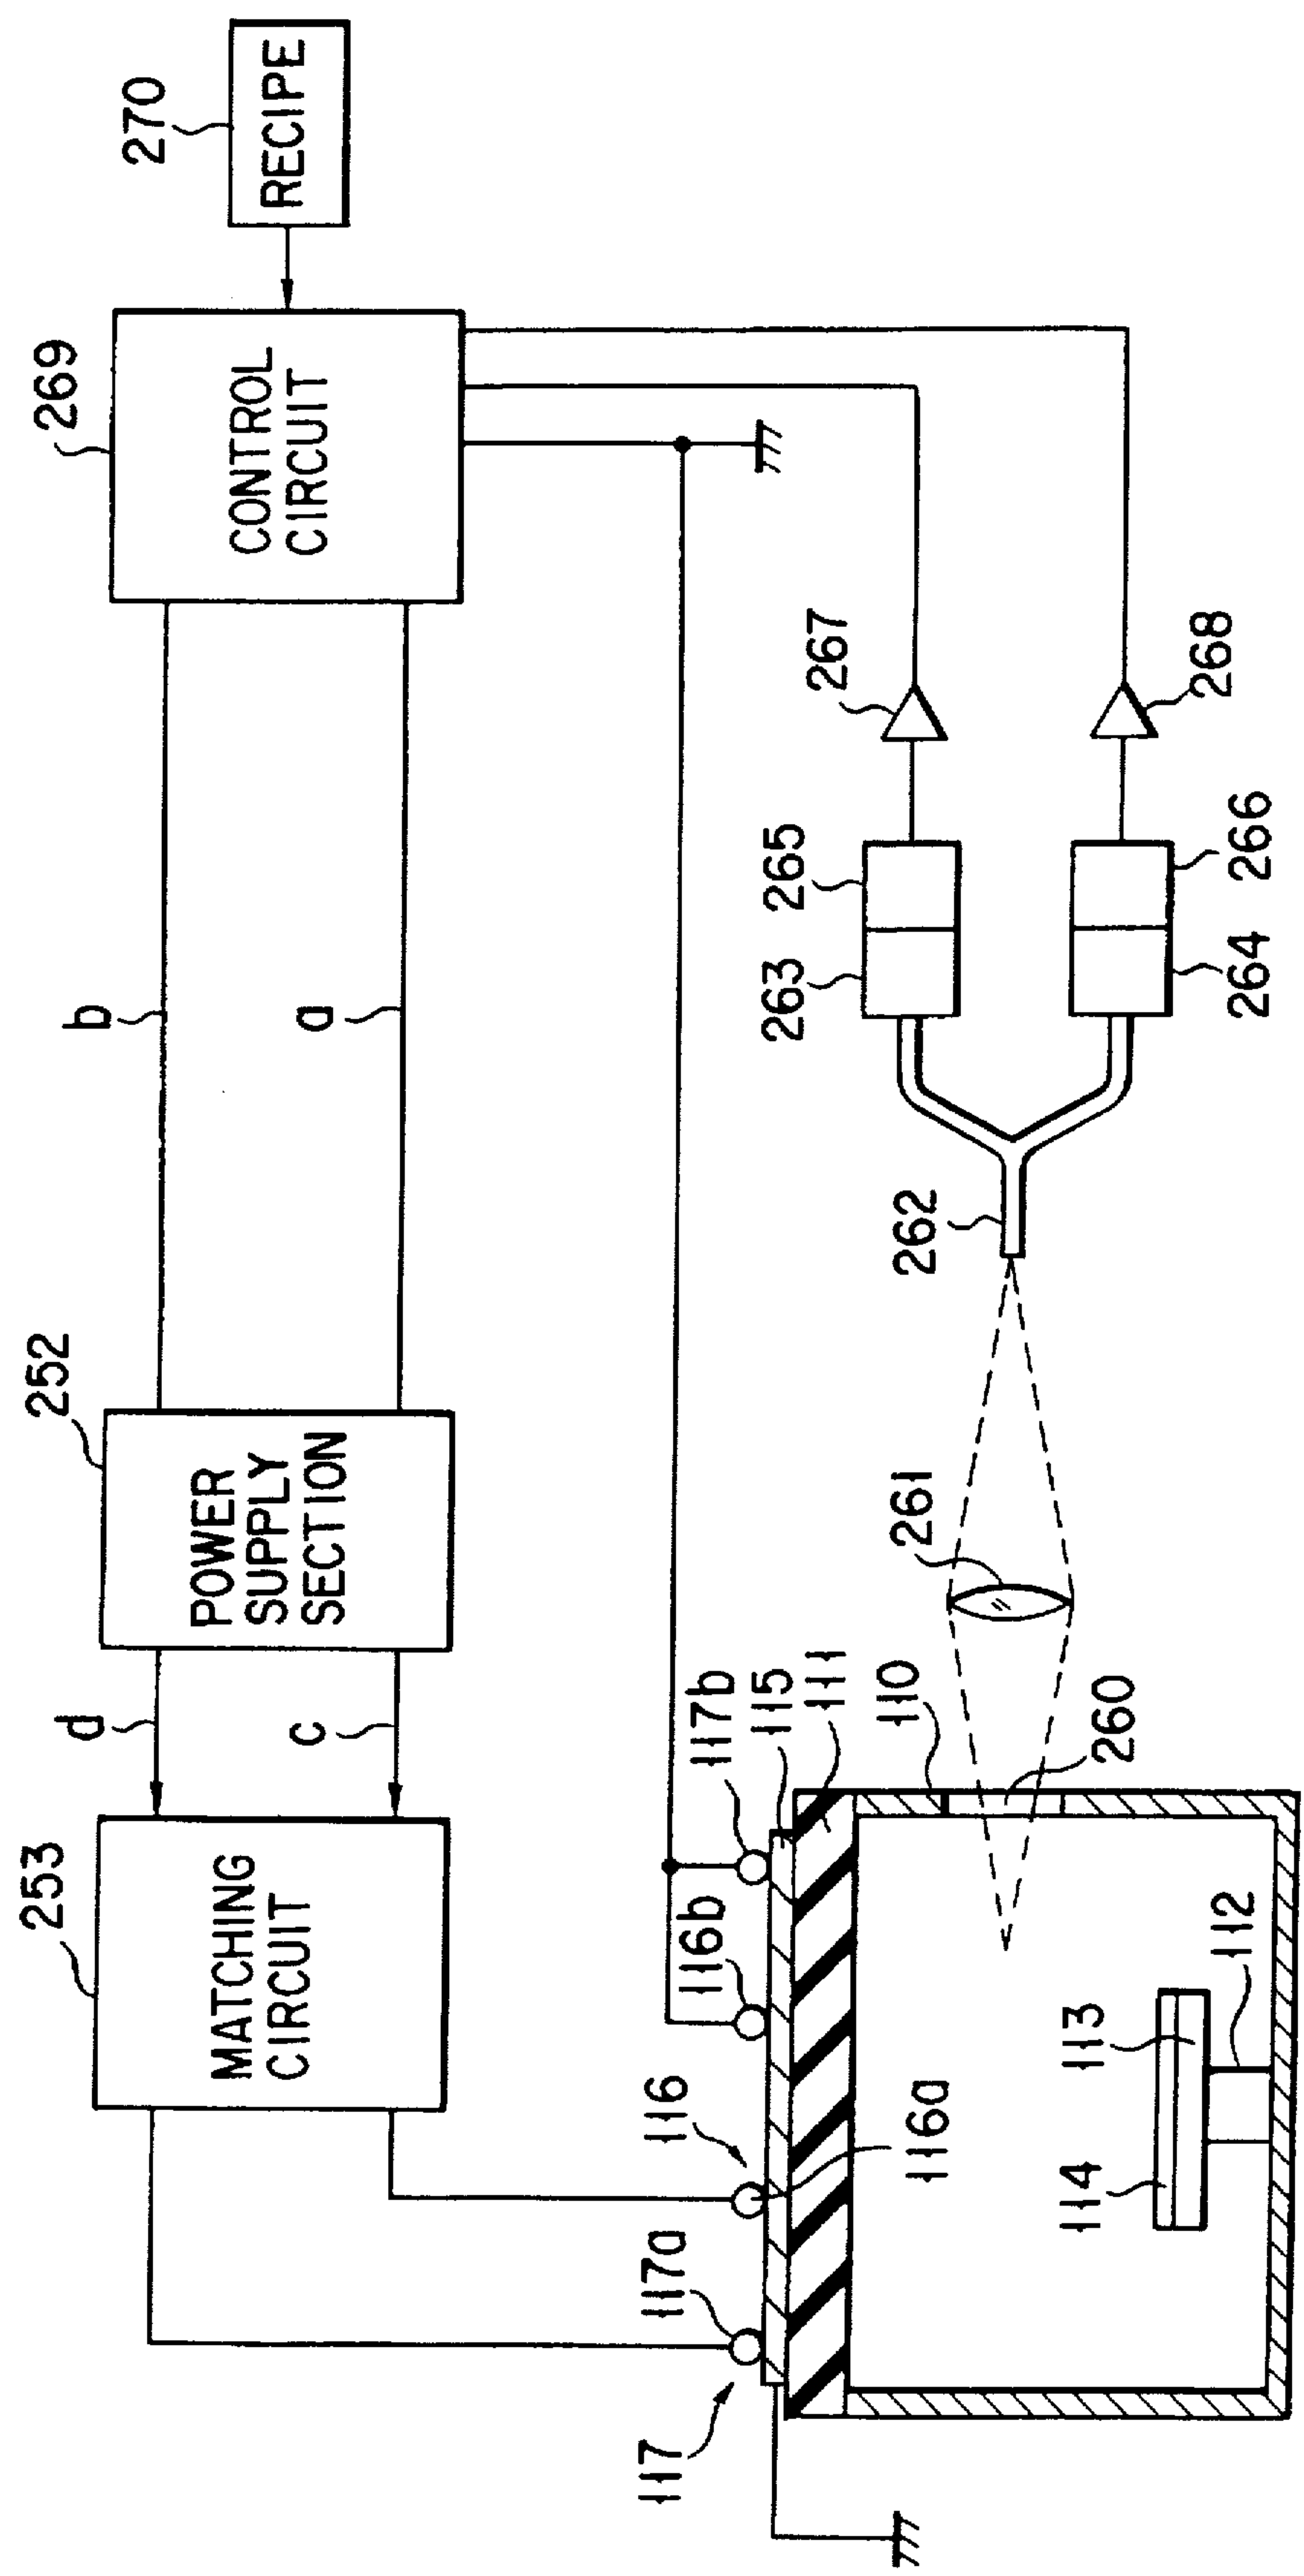 270
RECIPE
269
CONTROL
CIRCUIT
b
a
252
POWER
SUPPLY
SECTION
d
c
253
MATCHING
CIRCUIT
267
268
265
263
266
264
262
261
117b
115
111
110
260
116b
116
116a
117a
117
113
112
114